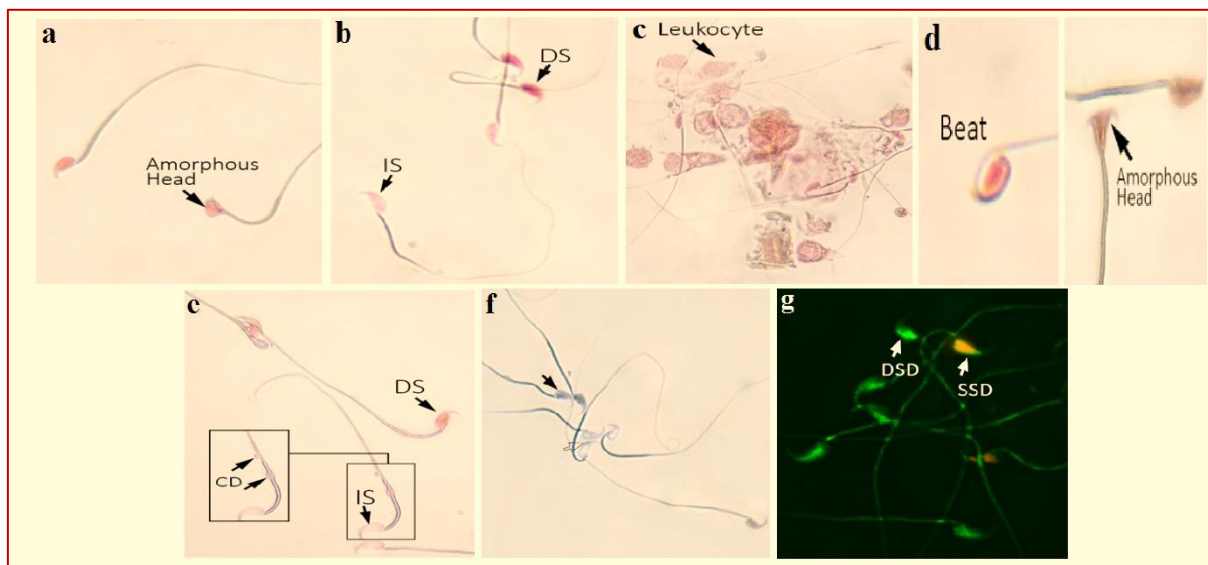 a
Amorphous
Head
b
DS
IS
c
Leukocyte
d
Beat
Amorphous
Head
c
DS
CD
IS
f
g
DSD
SSD